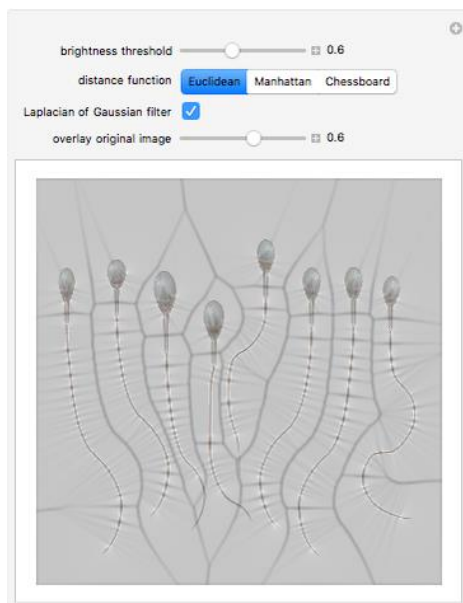 brightness threshold 0.6
distance function Euclidean Manhattan Chessboard
Laplacian of Gaussian filter
overlay original image 0.6